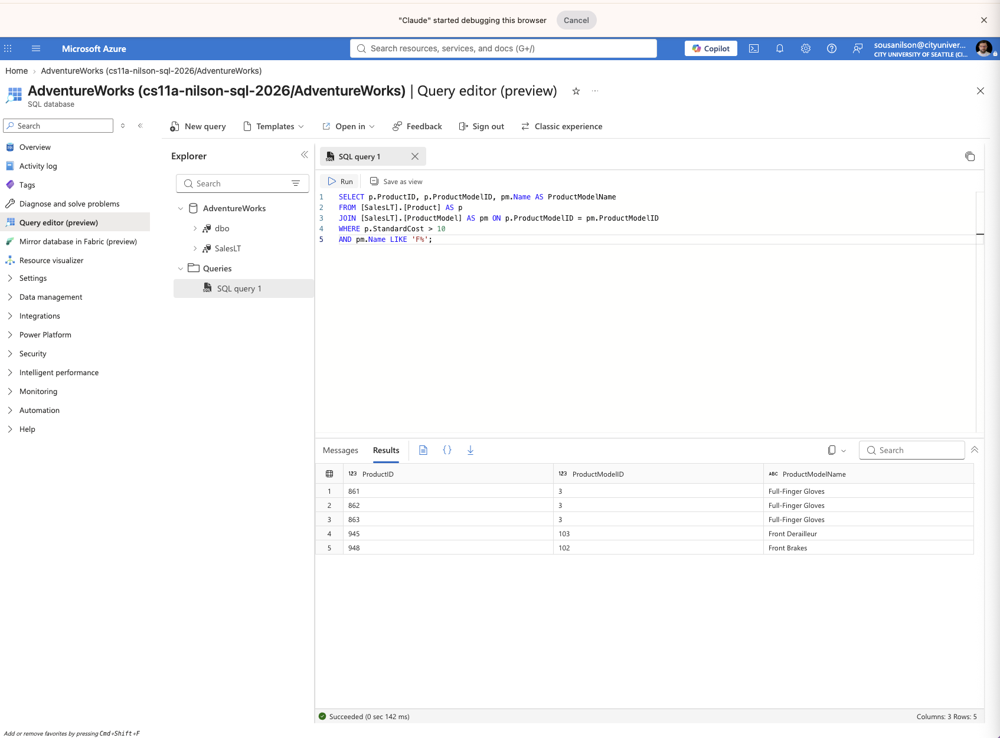 "Claude" started debugging this browser
Cancel
Microsoft Azure
Search resources, services, and docs (G+/)
Copilot
sousanilson@cityuniver...
CITY UNIVERSITY OF SEATTLE (CI...
Home > AdventureWorks (cs11a-nilson-sql-2026/AdventureWorks)
AdventureWorks (cs11a-nilson-sql-2026/AdventureWorks) | Query editor (preview)
SQL database
Search
Overview
Activity log
Tags
Diagnose and solve problems
Query editor (preview)
Mirror database in Fabric (preview)
Resource visualizer
Settings
Data management
Integrations
Power Platform
Security
Intelligent performance
Monitoring
Automation
Help
New query
Templates
Open in
Feedback
Sign out
Classic experience
Explorer
Search
AdventureWorks
dbo
SalesLT
Queries
SQL query 1
SQL query 1
Run
Save as view
1 SELECT p.ProductID, p.ProductModelID, pm.Name AS ProductModelName
2 FROM [SalesLT].[Product] AS p
3 JOIN [SalesLT].[ProductModel] AS pm ON p.ProductModelID = pm.ProductModelID
4 WHERE p.StandardCost > 10
5 AND pm.Name LIKE 'F%';
Messages
Results
{}
Search
123 ProductID 123 ProductModelID ABC ProductModelName
1 861 3 Full-Finger Gloves
2 862 3 Full-Finger Gloves
3 863 3 Full-Finger Gloves
4 945 103 Front Derailleur
5 948 102 Front Brakes
Succeeded (0 sec 142 ms)
Columns: 3 Rows: 5
Add or remove favorites by pressing Cmd+Shift+F